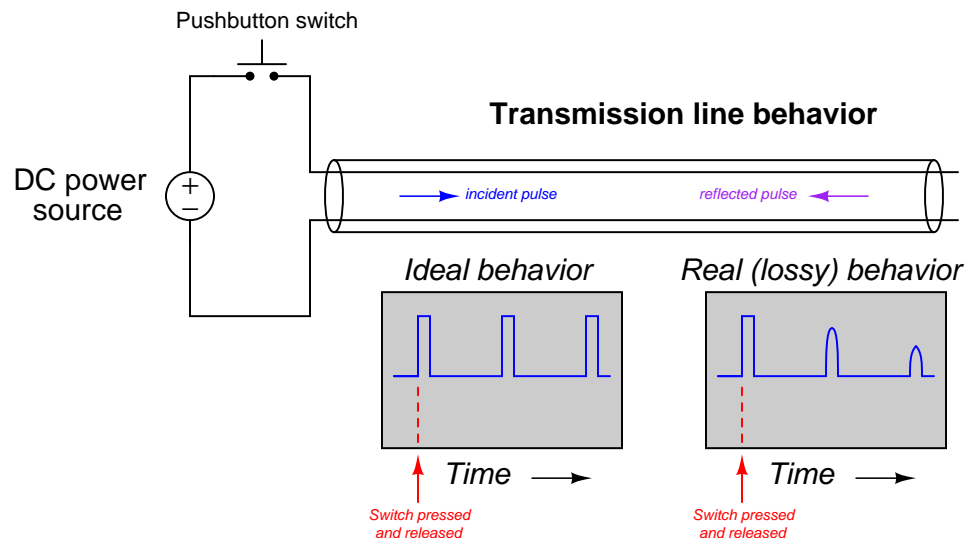 Pushbutton switch
Transmission line behavior
DC power
source
+
−
incident pulse
reflected pulse
Ideal behavior
Real (lossy) behavior
Time
Time
Switch pressed
and released
Switch pressed
and released